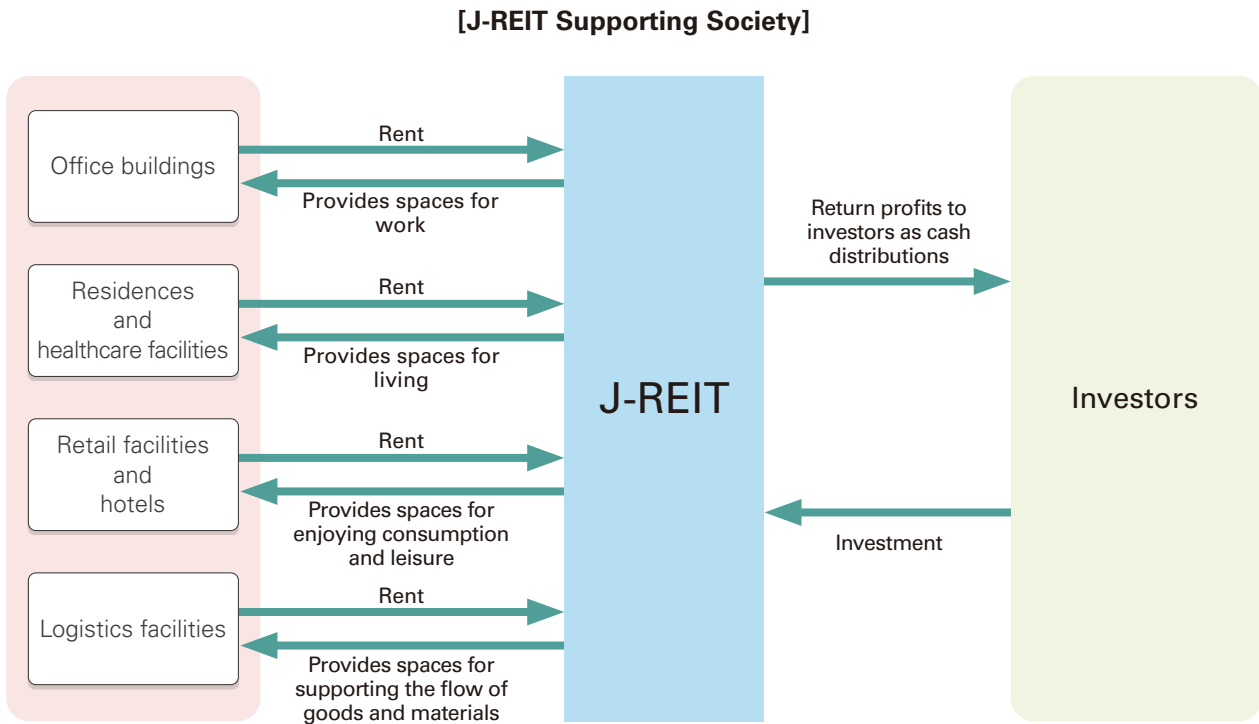 [J-REIT Supporting Society]
Office buildings
Rent
Provides spaces for
work
Residences
and
healthcare facilities
Rent
Provides spaces for
living
Retail facilities
and
hotels
Rent
Provides spaces for
enjoying consumption
and leisure
Logistics facilities
Rent
Provides spaces for
supporting the flow of
goods and materials
J-REIT
Return profits to
investors as cash
distributions
Investment
Investors